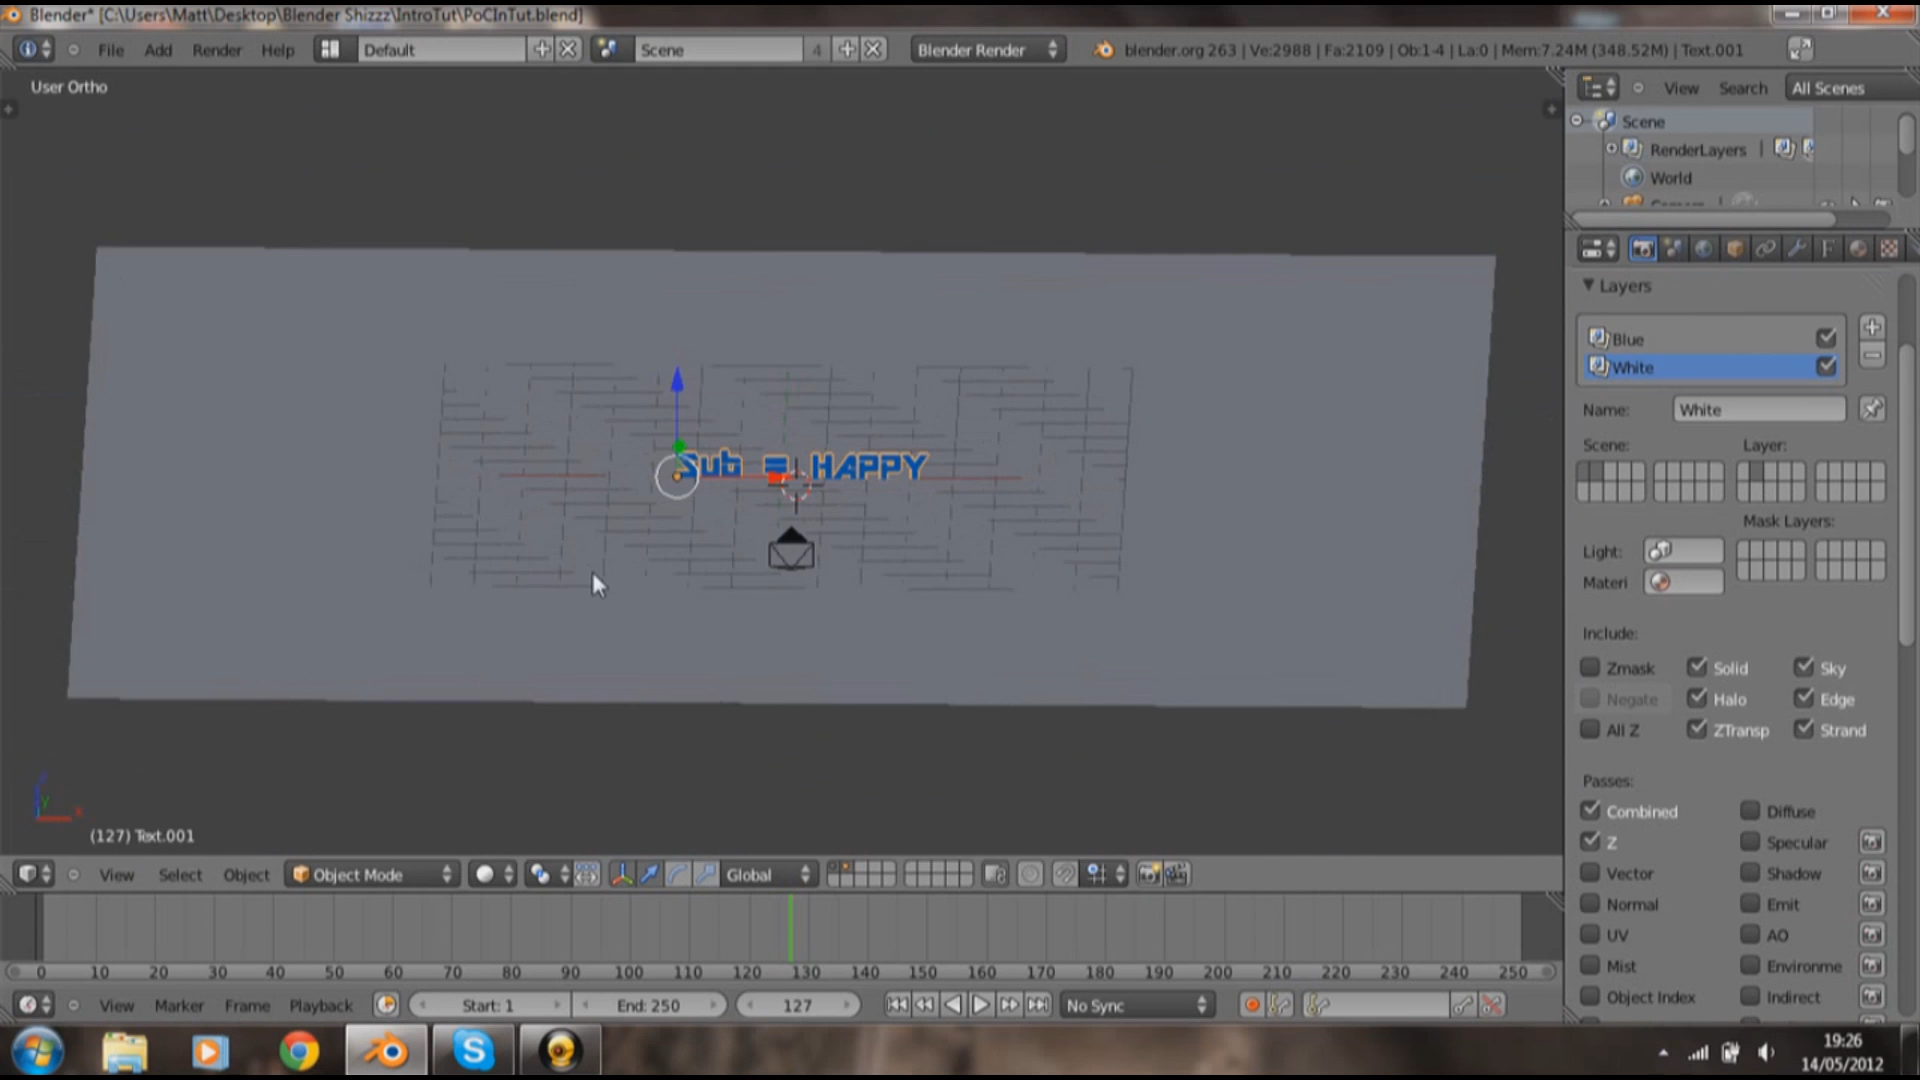 Blender* [C:\Users\Matt\Desktop\Blender Shizzz\IntroTut\PoCInTut.blend]
File Add Render Help Default Scene 4 Blender Render blender.org 263 | Ve:2988 | Fa:2109 | Ob:1-4 | La:0 | Mem:7.24M (348.52M) | Text.001
User Ortho
View Search All Scenes
Scene
RenderLayers
World
Layers
Blue
White
Name: White
Scene: Layer:
Mask Layers:
Light:
Materi
Include:
Zmask Solid Sky
Negate Halo Edge
All Z ZTransp Strand
Passes:
Combined Diffuse
Z Specular
Vector Shadow
Normal Emit
UV AO
Mist Environme
Object Index Indirect
Sub = HAPPY
z
y x
(127) Text.001
View Select Object Object Mode Global
0 10 20 30 40 50 60 70 80 90 100 110 120 130 140 150 160 170 180 190 200 210 220 230 240 250
View Marker Frame Playback Start: 1 End: 250 127 No Sync
19:26
14/05/2012